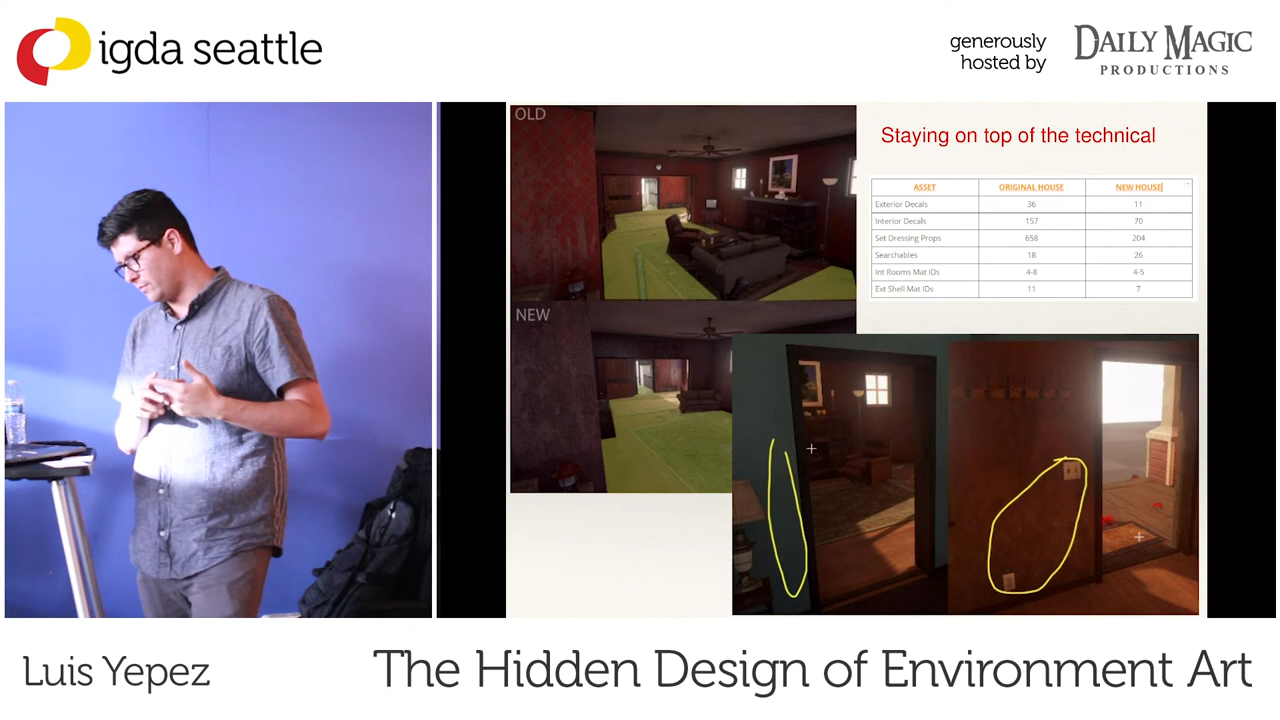 igda seattle
generously
hosted by
DAILY MAGIC
PRODUCTIONS
OLD
NEW
Staying on top of the technical
ASSET ORIGINAL HOUSE NEW HOUSE
Exterior Decals 36 11
Interior Decals 157 70
Set Dressing Props 658 204
Searchables 18 26
Int Rooms Mat IDs 4-8 4-5
Ext Shell Mat IDs 11 7
Luis Yepez
The Hidden Design of Environment Art